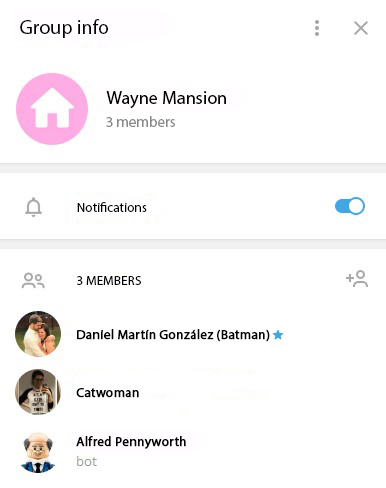 Group info
Wayne Mansion
3 members
Notifications
3 MEMBERS
Daniel Martín González (Batman)
Catwoman
Alfred Pennyworth
bot